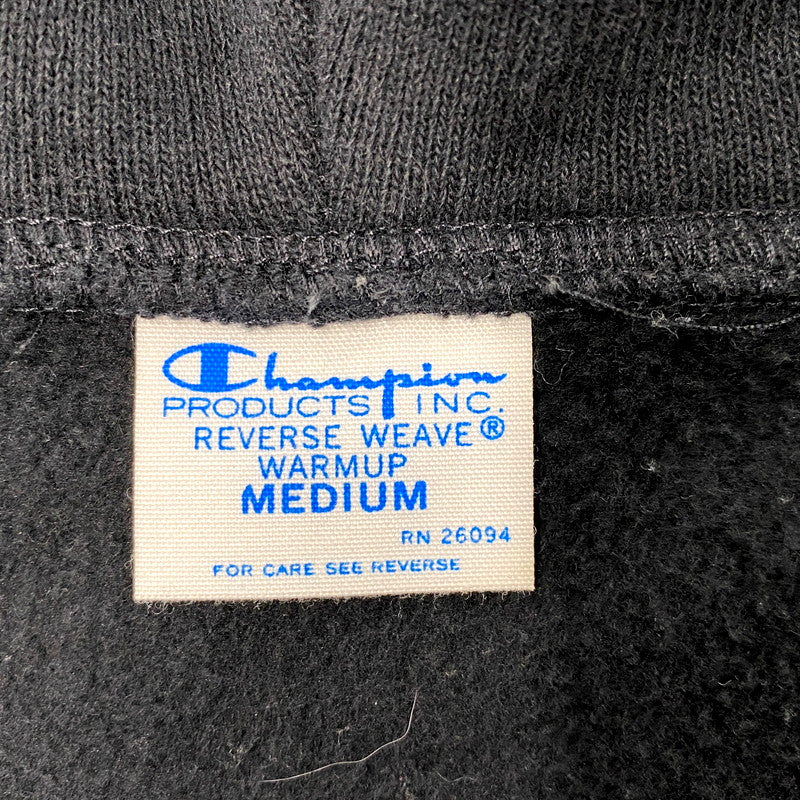 Champion
PRODUCTS INC.
REVERSE WEAVE®
WARMUP
MEDIUM
RN 26094
FOR CARE SEE REVERSE